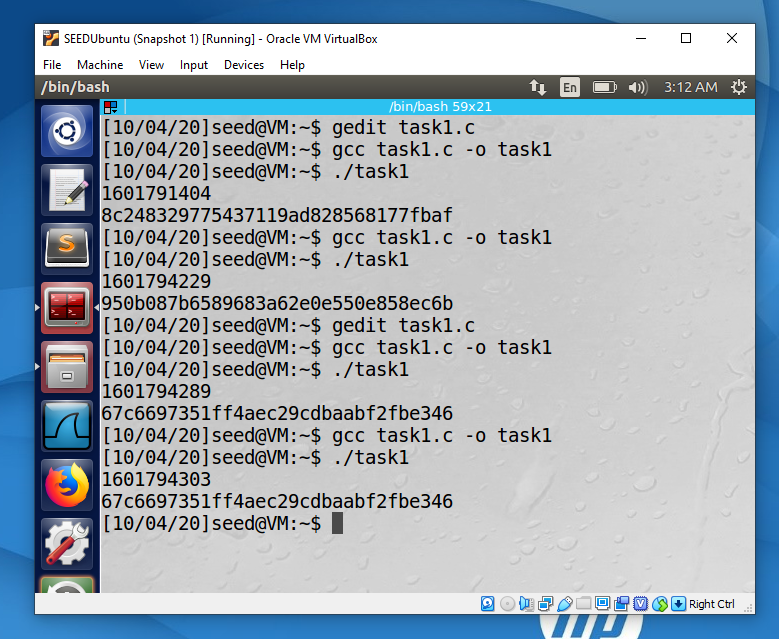 SEEDUbuntu (Snapshot 1) [Running] - Oracle VM VirtualBox
File Machine View Input Devices Help
/bin/bash En 3:12 AM
/bin/bash 59x21
[10/04/20]seed@VM:~$ gedit task1.c
[10/04/20]seed@VM:~$ gcc task1.c -o task1
[10/04/20]seed@VM:~$ ./task1
1601791404
8c248329775437119ad828568177fbaf
[10/04/20]seed@VM:~$ gcc task1.c -o task1
[10/04/20]seed@VM:~$ ./task1
1601794229
950b087b6589683a62e0e550e858ec6b
[10/04/20]seed@VM:~$ gedit task1.c
[10/04/20]seed@VM:~$ gcc task1.c -o task1
[10/04/20]seed@VM:~$ ./task1
1601794289
67c6697351ff4aec29cdbaabf2fbe346
[10/04/20]seed@VM:~$ gcc task1.c -o task1
[10/04/20]seed@VM:~$ ./task1
1601794303
67c6697351ff4aec29cdbaabf2fbe346
[10/04/20]seed@VM:~$
Right Ctrl
hp